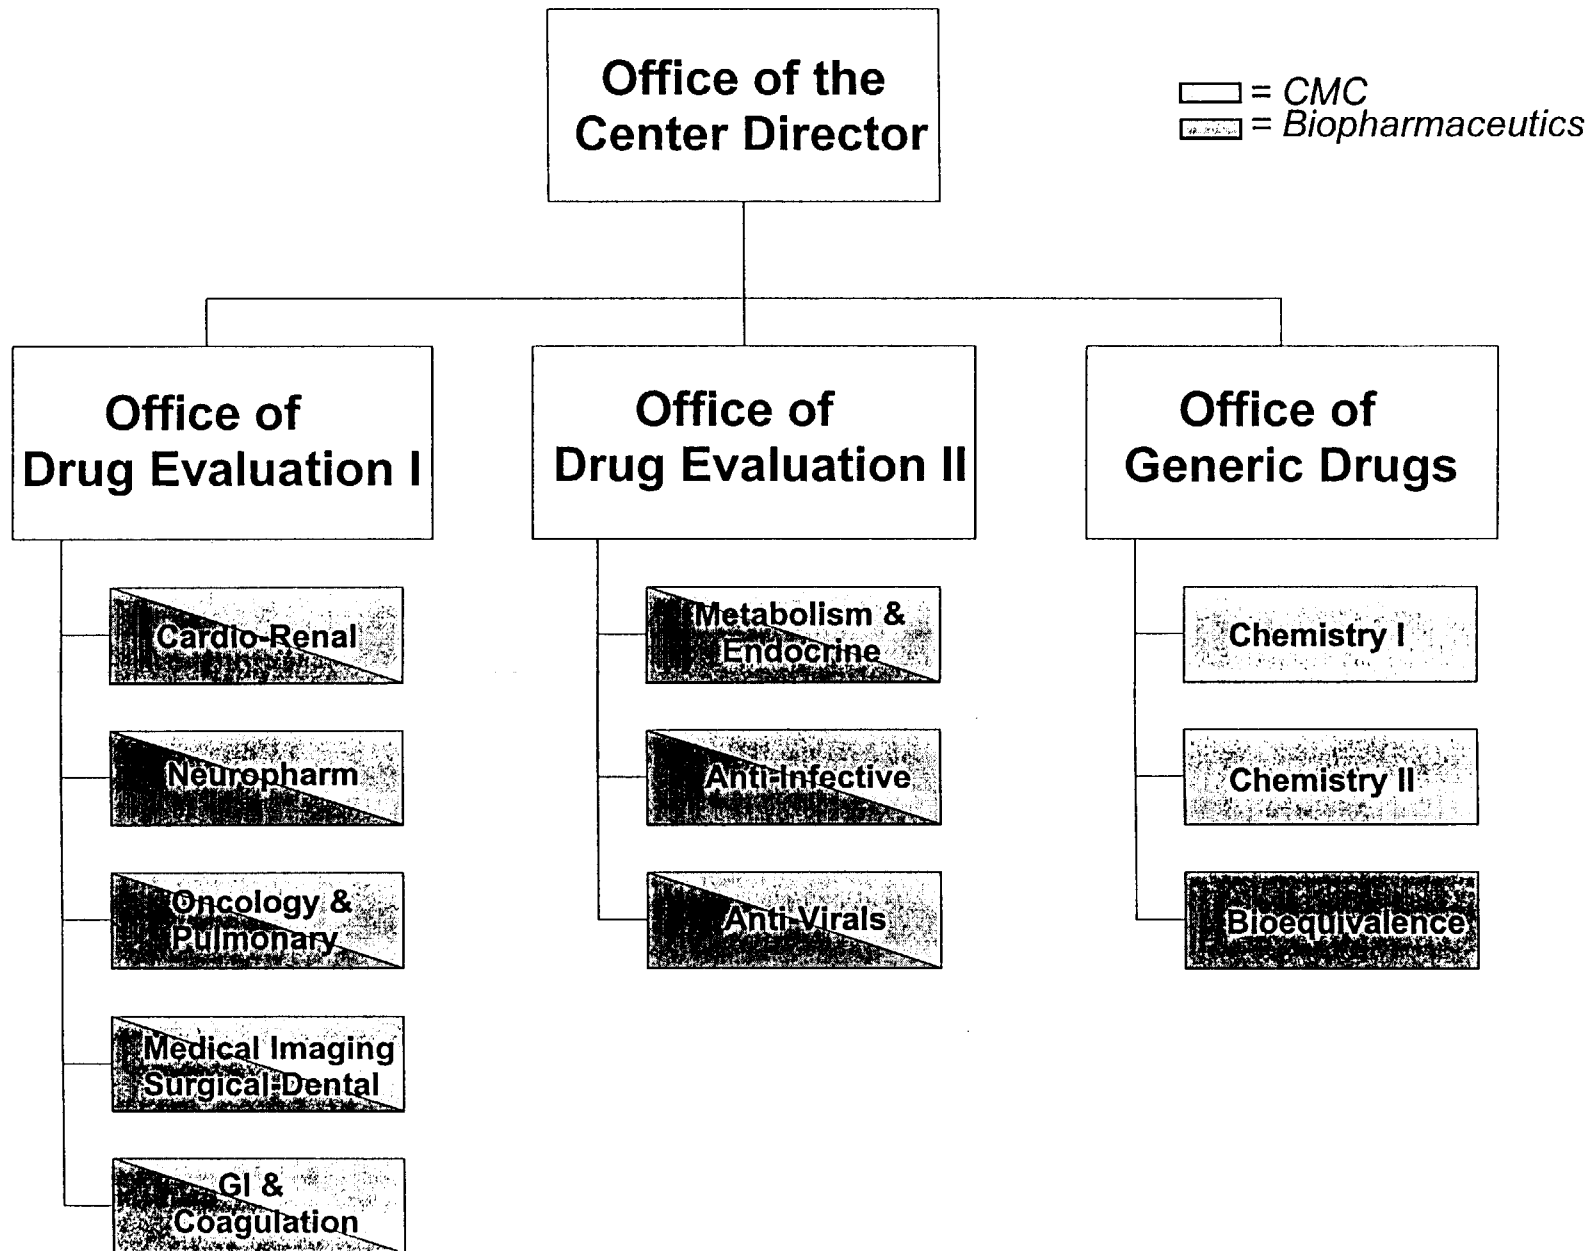 Office of the
Center Director
= CMC
= Biopharmaceutics
Office of
Drug Evaluation I
Office of
Drug Evaluation II
Office of
Generic Drugs
Cardio-Renal
Neuropharm
Oncology &
Pulmonary
Medical Imaging
Surgical-Dental
GI &
Coagulation
Metabolism &
Endocrine
Anti-Infective
Anti-Virals
Chemistry I
Chemistry II
Bioequivalence